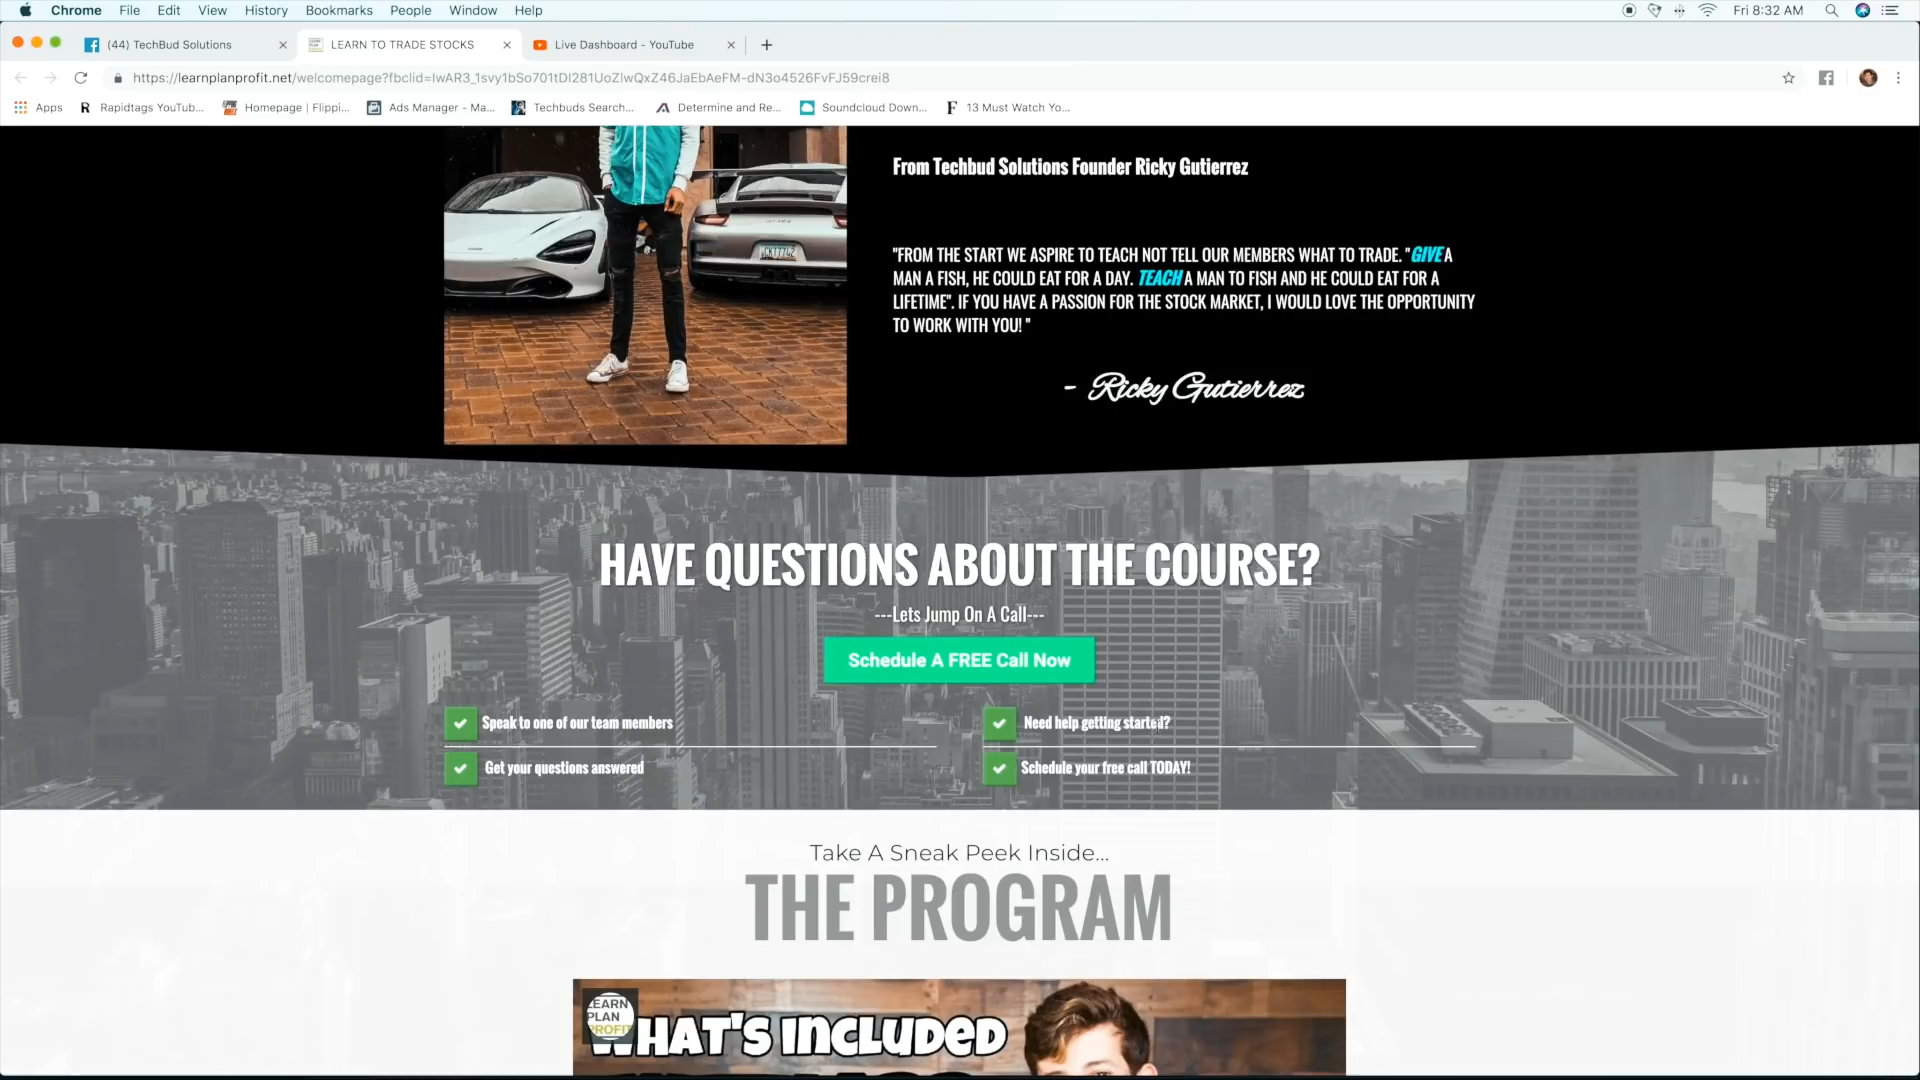 Chrome File Edit View History Bookmarks People Window Help Fri 8:32 AM
(44) TechBud Solutions LEARN TO TRADE STOCKS Live Dashboard - YouTube
https://learnplanprofit.net/welcomepage?fbclid=IwAR3_1svy1bSo701tDI281UoZIwQxZ46JaEbAeFM-dN3o4526FvFJ59crei8
Apps Rapidtags YouTub... Homepage | Flippi... Ads Manager - Ma... Techbuds Search... Determine and Re... Soundcloud Down... 13 Must Watch Yo...
From Techbud Solutions Founder Ricky Gutierrez
"FROM THE START WE ASPIRE TO TEACH NOT TELL OUR MEMBERS WHAT TO TRADE. "GIVE A
MAN A FISH, HE COULD EAT FOR A DAY. TEACH A MAN TO FISH AND HE COULD EAT FOR A
LIFETIME". IF YOU HAVE A PASSION FOR THE STOCK MARKET, I WOULD LOVE THE OPPORTUNITY
TO WORK WITH YOU! "
- Ricky Gutierrez
HAVE QUESTIONS ABOUT THE COURSE?
---Lets Jump On A Call---
Schedule A FREE Call Now
Speak to one of our team members
Need help getting started?
Get your questions answered
Schedule your free call TODAY!
Take A Sneak Peek Inside...
THE PROGRAM
LEARN
PLAN
PROFIT
WHAT'S INCLUDED